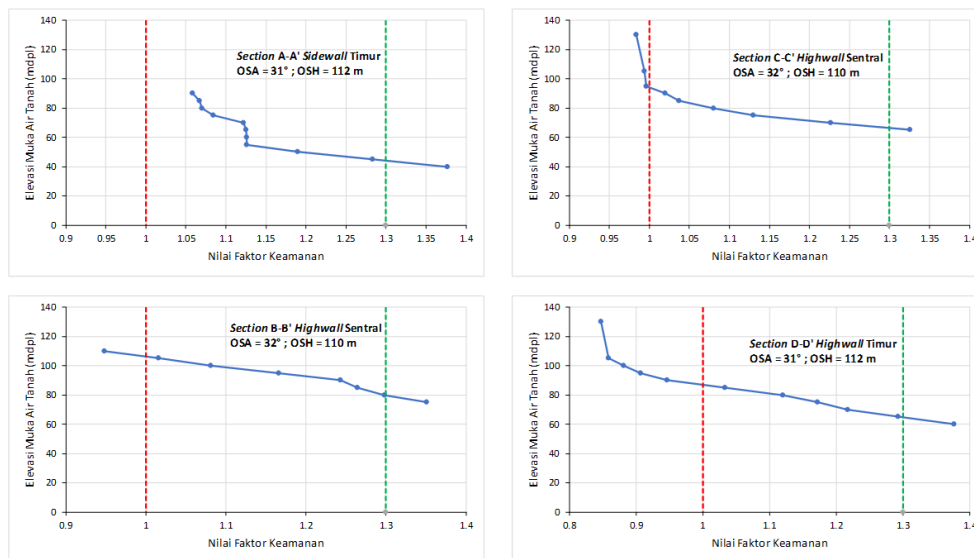 140
120
100
80
60
40
20
0
Elevasi Muka Air Tanah (mdpl)
Section A-A' Sidewall Timur
OSA = 31° ; OSH = 112 m
0.9 0.95 1 1.05 1.1 1.15 1.2 1.25 1.3 1.35 1.4
Nilai Faktor Keamanan
140
120
100
80
60
40
20
0
Elevasi Muka Air Tanah (mdpl)
Section C-C' Highwall Sentral
OSA = 32° ; OSH = 110 m
0.9 0.95 1 1.05 1.1 1.15 1.2 1.25 1.3 1.35 1.4
Nilai Faktor Keamanan
140
120
100
80
60
40
20
0
Elevasi Muka Air Tanah (mdpl)
Section B-B' Highwall Sentral
OSA = 32° ; OSH = 110 m
0.9 1 1.1 1.2 1.3 1.4
Nilai Faktor Keamanan
140
120
100
80
60
40
20
0
Elevasi Muka Air Tanah (mdpl)
Section D-D' Highwall Timur
OSA = 31° ; OSH = 112 m
0.8 0.9 1 1.1 1.2 1.3 1.4
Nilai Faktor Keamanan